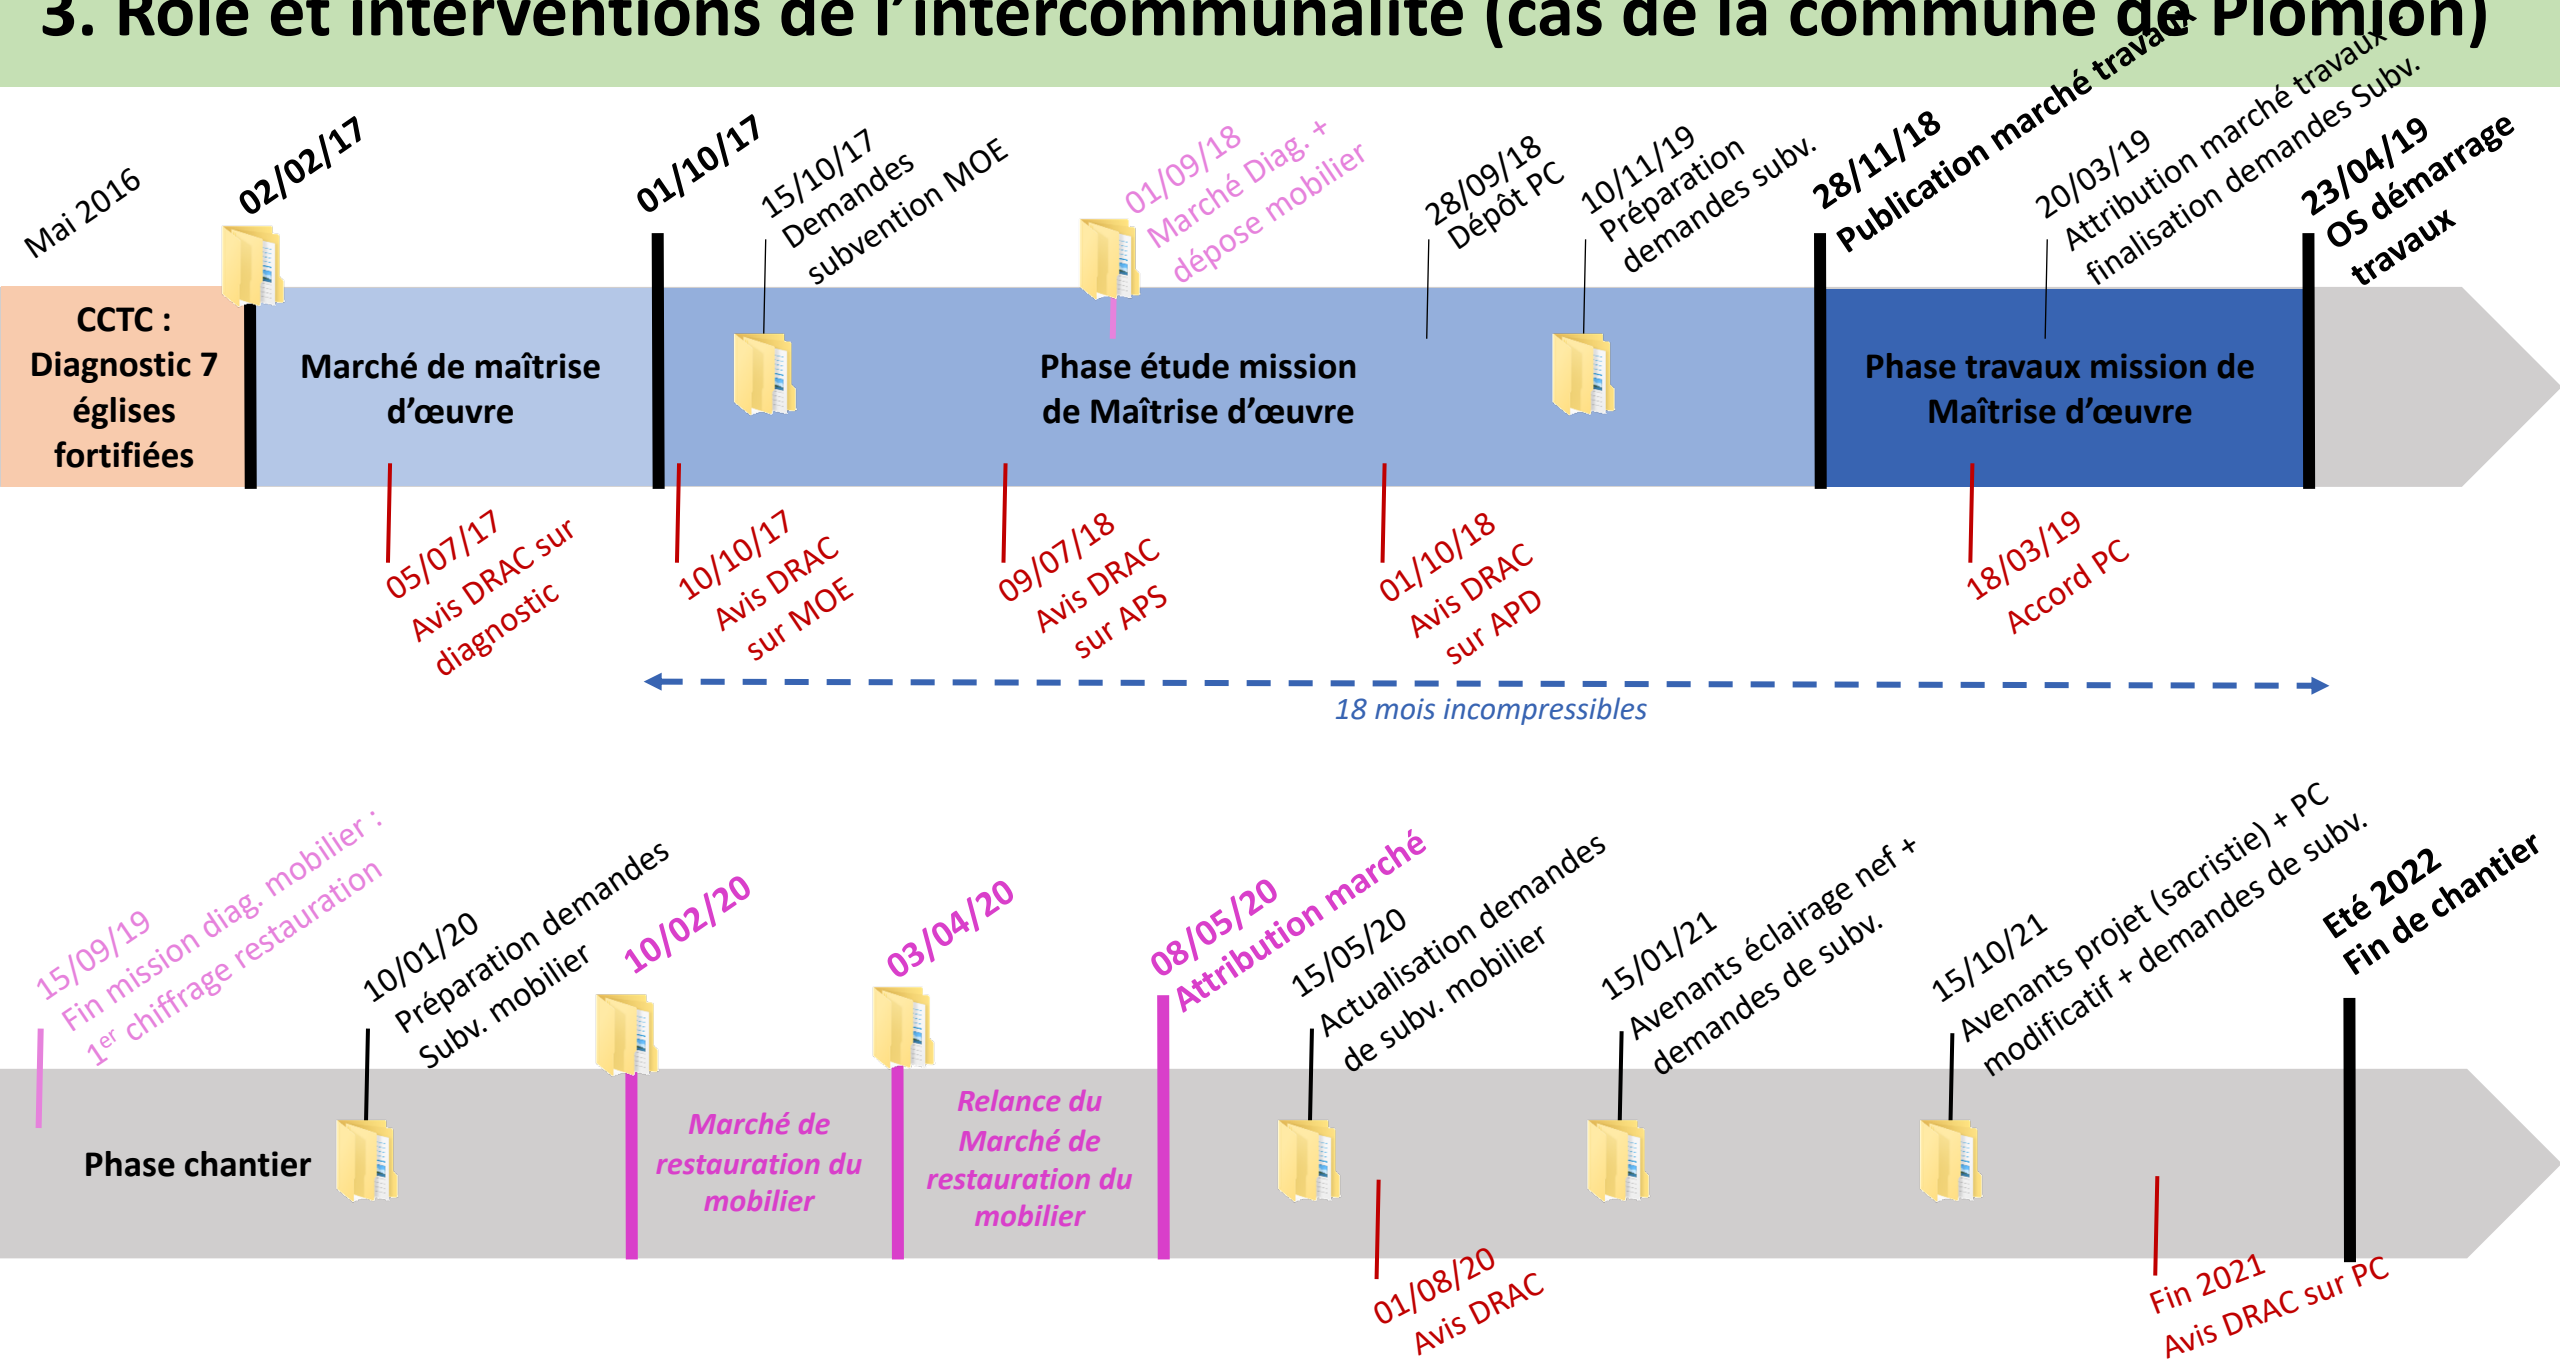 3. Rôle et interventions de l’intercommunalité (cas de la commune de Plomion)
Mai 2016
02/02/17
01/10/17
15/10/17
Demandes
subvention MOE
01/09/18
Marché Diag. +
dépose mobilier
28/09/18
Dépôt PC
10/11/19
Préparation
demandes subv.
28/11/18
Publication marché travaux
20/03/19
Attribution marché travaux
finalisation demandes Subv.
23/04/19
OS démarrage
travaux
CCTC :
Diagnostic 7
églises
fortifiées
Marché de maîtrise
d’œuvre
Phase étude mission
de Maîtrise d’œuvre
Phase travaux mission de
Maîtrise d’œuvre
05/07/17
Avis DRAC sur
diagnostic
10/10/17
Avis DRAC
sur MOE
09/07/18
Avis DRAC
sur APS
01/10/18
Avis DRAC
sur APD
18/03/19
Accord PC
18 mois incompressibles
15/09/19
Fin mission diag. mobilier :
1er chiffrage restauration
10/01/20
Préparation demandes
Subv. mobilier
10/02/20
03/04/20
08/05/20
Attribution marché
15/05/20
Actualisation demandes
de subv. mobilier
15/01/21
Avenants éclairage nef +
demandes de subv.
15/10/21
Avenants projet (sacristie) + PC
modificatif + demandes de subv.
Eté 2022
Fin de chantier
Phase chantier
Marché de
restauration du
mobilier
Relance du
Marché de
restauration du
mobilier
01/08/20
Avis DRAC
Fin 2021
Avis DRAC sur PC